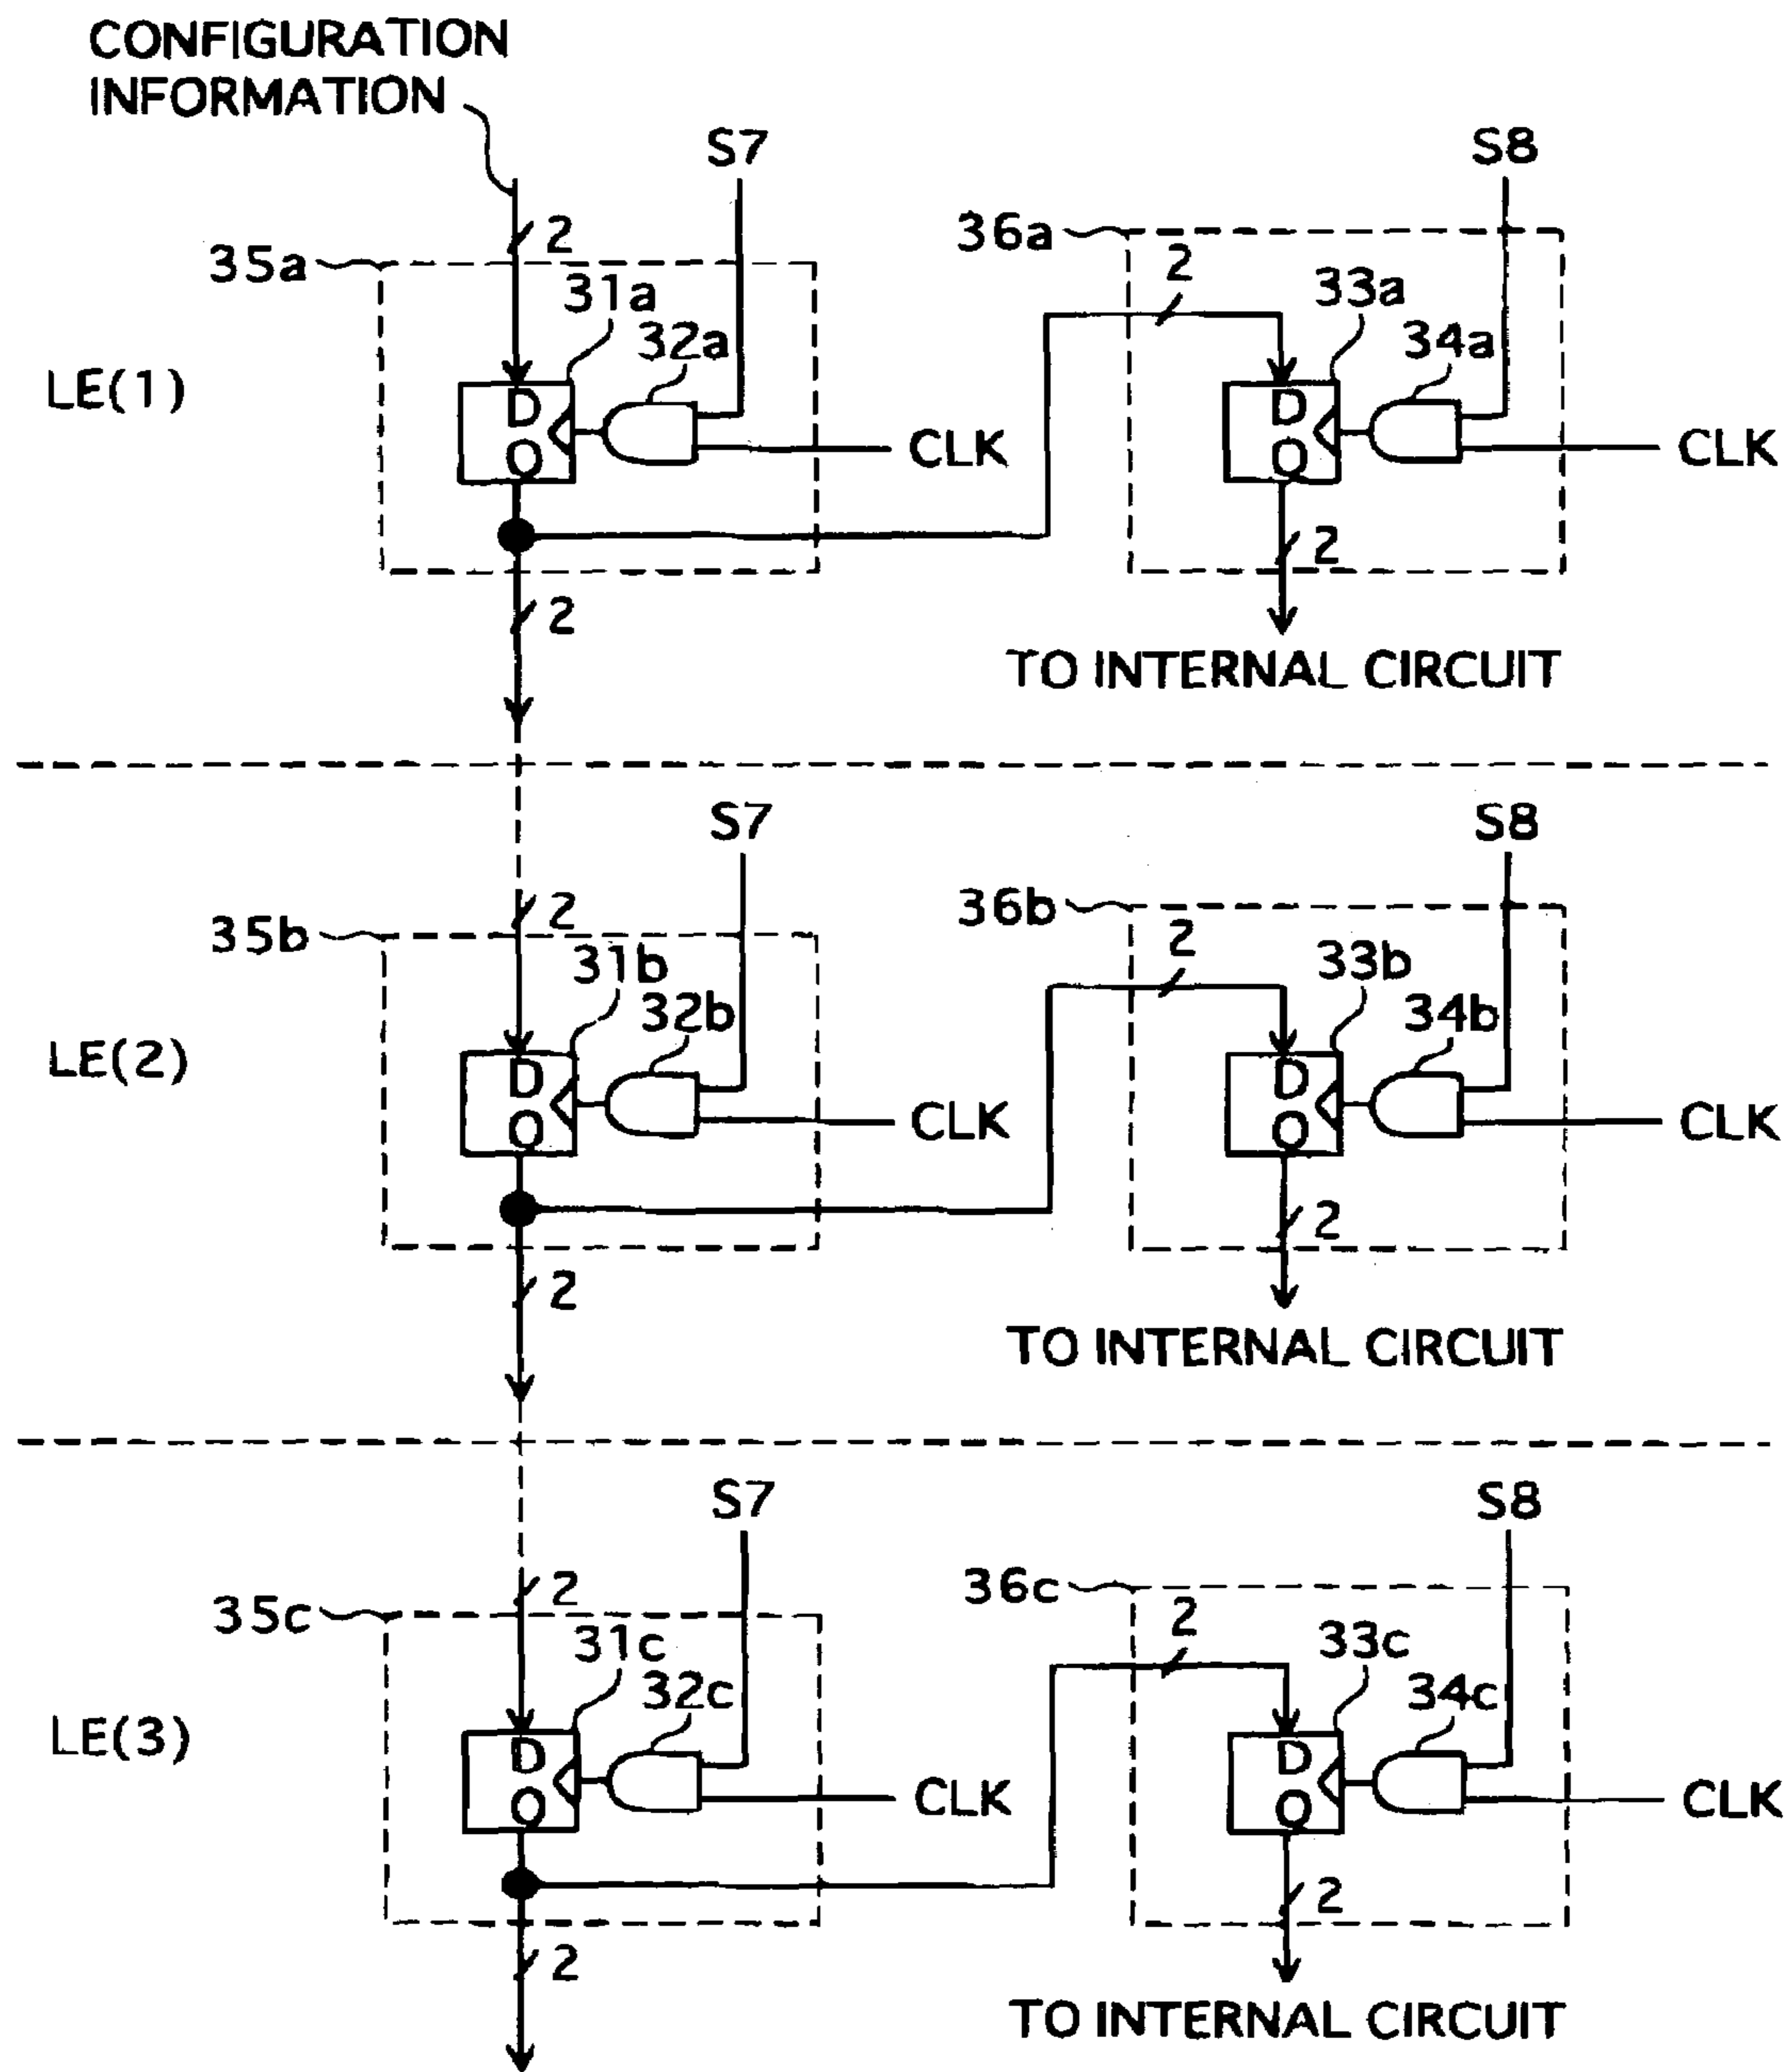 CONFIGURATION
INFORMATION
S7
S8
2
36a
35a
2
31a
33a
32a
34a
LE(1)
D
Q
CLK
D
Q
CLK
2
2
TO INTERNAL CIRCUIT
S7
S8
2
36b
35b
2
31b
33b
32b
34b
LE(2)
D
Q
CLK
D
Q
CLK
2
2
TO INTERNAL CIRCUIT
S7
S8
2
36c
35c
2
31c
33c
32c
34c
LE(3)
D
Q
CLK
D
Q
CLK
2
2
TO INTERNAL CIRCUIT